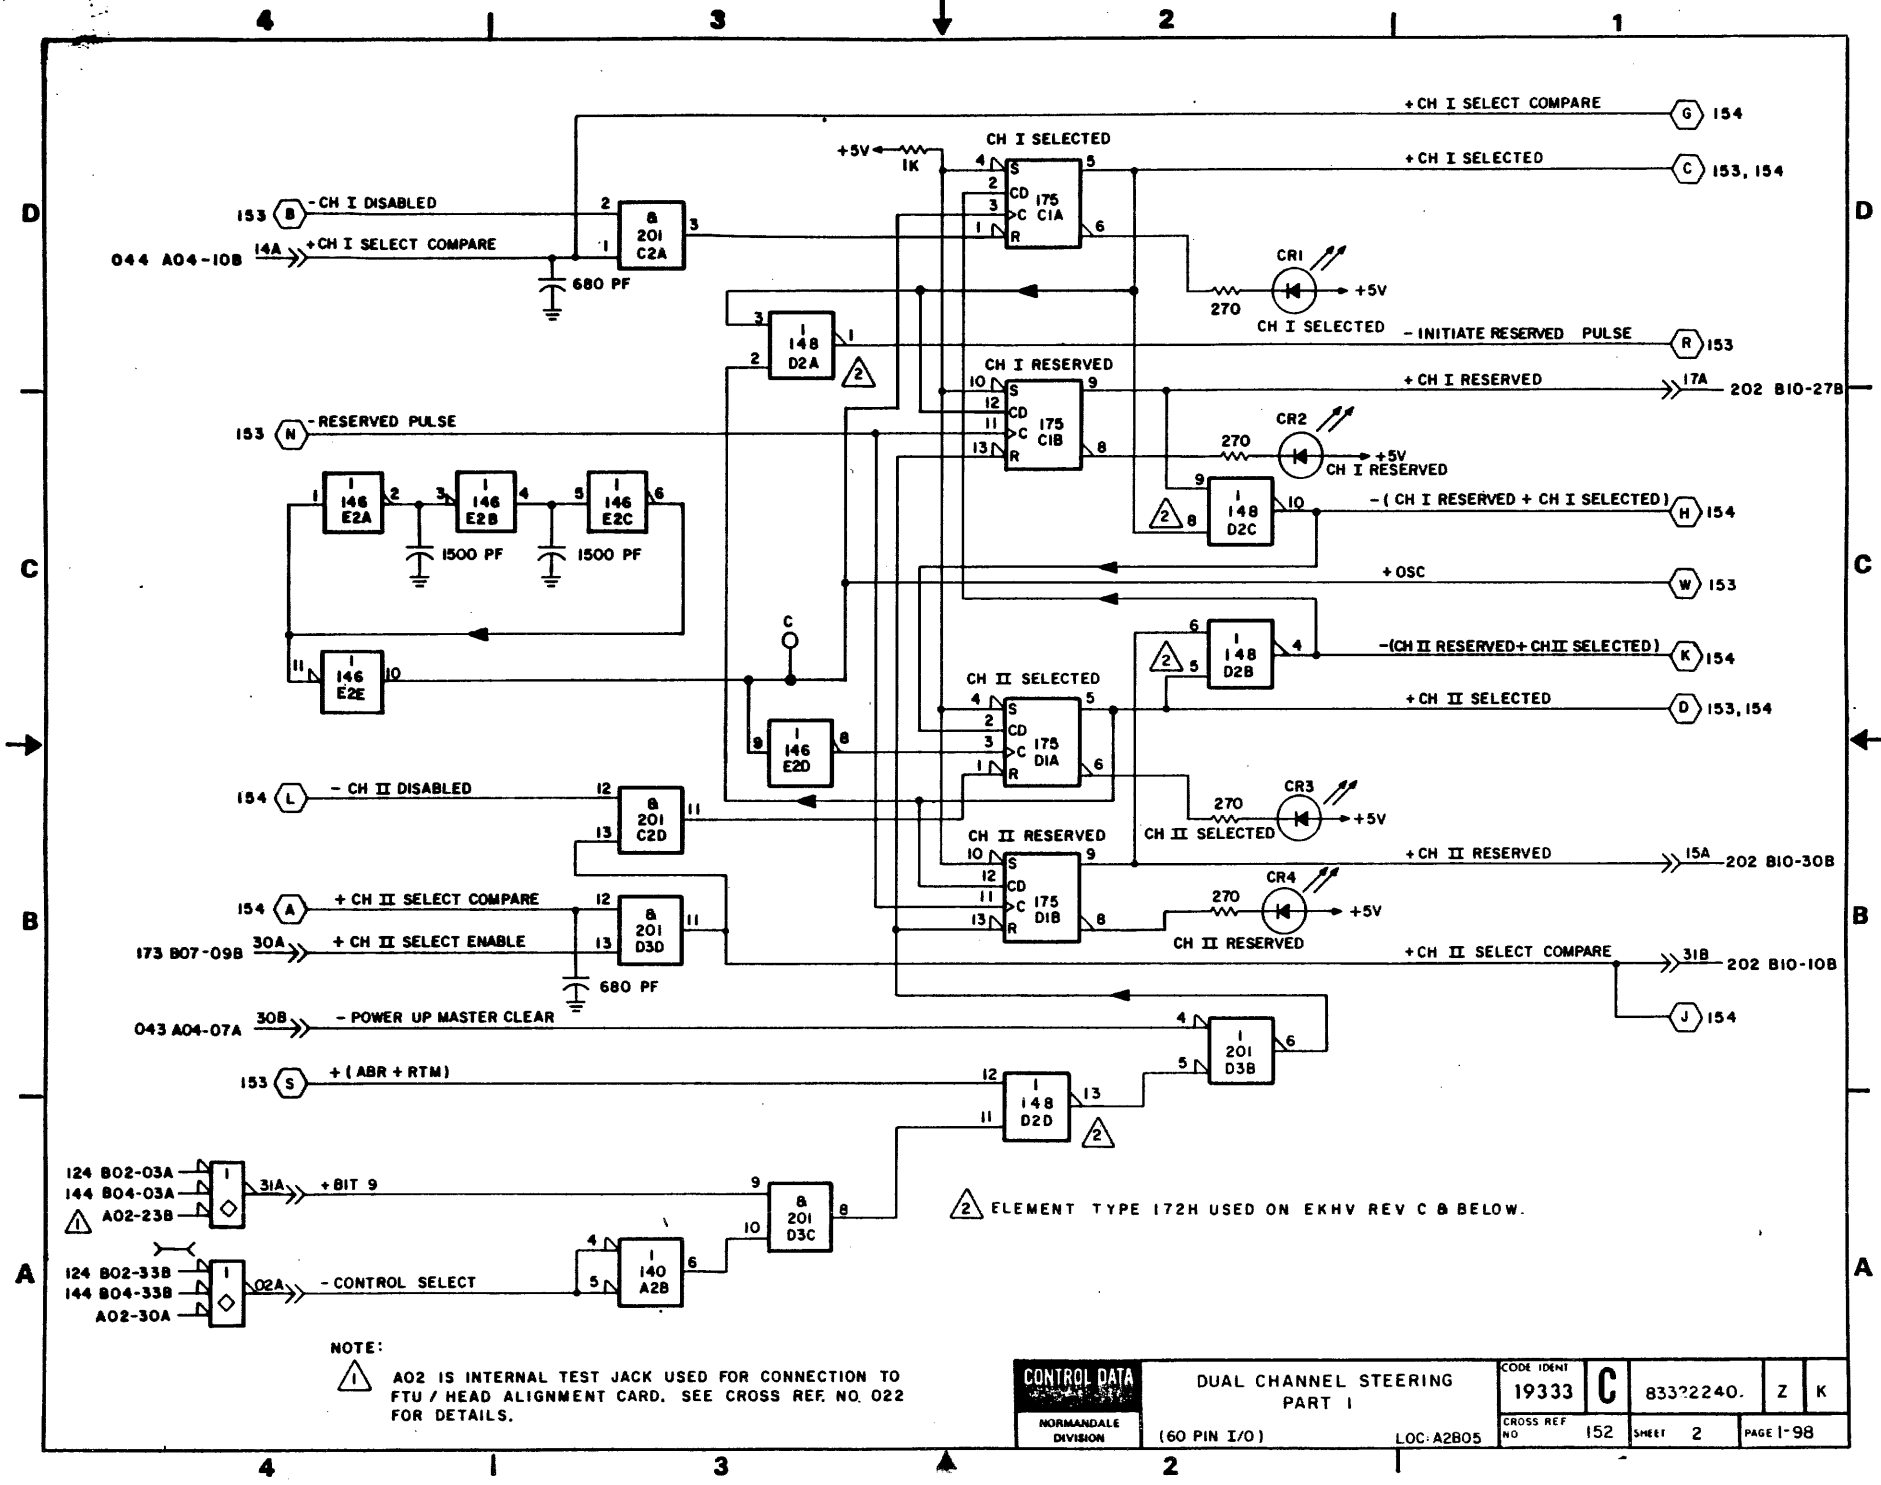 4 3 2 1
+CH I SELECT COMPARE
G 154
CH I SELECTED
+5V
1K
+CH I SELECTED
C 153, 154
4 S 5
2 CD
3 C
1 R 6
175
C1A
D
D
153 B -CH I DISABLED
2
&
201
C2A
3
044 A04-10B 14A +CH I SELECT COMPARE
1
680 PF
CR1
+5V
270
CH I SELECTED
3
1
148
D2A
1
2
2
-INITIATE RESERVED PULSE
R 153
CH I RESERVED
10 S 9
12 CD
11 C
13 R 8
175
C1B
+CH I RESERVED
17A 202 B10-27B
CR2
270
+5V
CH I RESERVED
153 N -RESERVED PULSE
1
1
146
E2A
2
3
1
146
E2B
4
5
1
146
E2C
6
1500 PF
1500 PF
9
1
148
D2C
10
2
8
-(CH I RESERVED + CH I SELECTED)
H 154
C
C
+OSC
W 153
C
11
1
146
E2E
10
6
1
148
D2B
4
2
5
-(CH II RESERVED+CH II SELECTED)
K 154
CH II SELECTED
4 S 5
2 CD
3 C
1 R 6
175
D1A
+CH II SELECTED
D 153, 154
9
1
146
E2D
8
154 L - CH II DISABLED
12
&
201
C2D
11
13
CR3
270
+5V
CH II SELECTED
CH II RESERVED
10 S 9
12 CD
11 C
13 R 8
175
D1B
+CH II RESERVED
15A 202 B10-30B
CR4
270
+5V
CH II RESERVED
154 A + CH II SELECT COMPARE
12
&
201
D3D
11
B
B
173 B07-09B 30A + CH II SELECT ENABLE
13
680 PF
+CH II SELECT COMPARE
31B 202 B10-10B
J 154
043 A04-07A 30B - POWER UP MASTER CLEAR
4
1
201
D3B
6
5
153 S +(ABR + RTM)
12
1
148
D2D
13
11
2
124 B02-03A
144 B04-03A
1 A02-23B
1
31A +BIT 9
9
&
201
D3C
8
10
2 ELEMENT TYPE 172H USED ON EKHV REV C & BELOW.
124 B02-33B
144 B04-33B
A02-30A
1
02A - CONTROL SELECT
4
1
140
A2B
6
5
A
A
NOTE:
1 A02 IS INTERNAL TEST JACK USED FOR CONNECTION TO
FTU / HEAD ALIGNMENT CARD. SEE CROSS REF. NO. 022
FOR DETAILS.
CONTROL DATA
NORMANDALE
DIVISION
DUAL CHANNEL STEERING
PART 1
(60 PIN I/O) LOC: A2B05
CODE IDENT
19333
C
Z
K
CROSS REF
NO 152
SHEET 2
PAGE 1-98
4 3 2